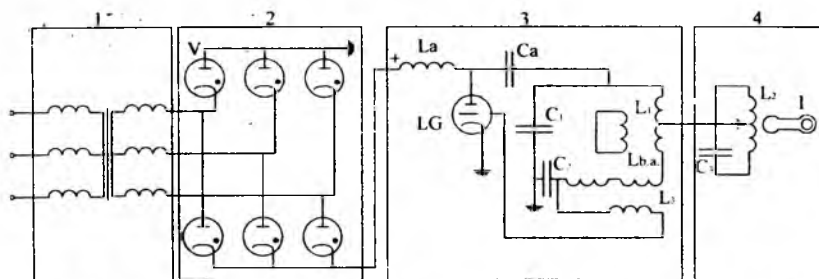 1 2 3 4
V
+ La Ca
LG
C₁ L₁
Lb.a.
C₂
L₃
L₂ I
C₃